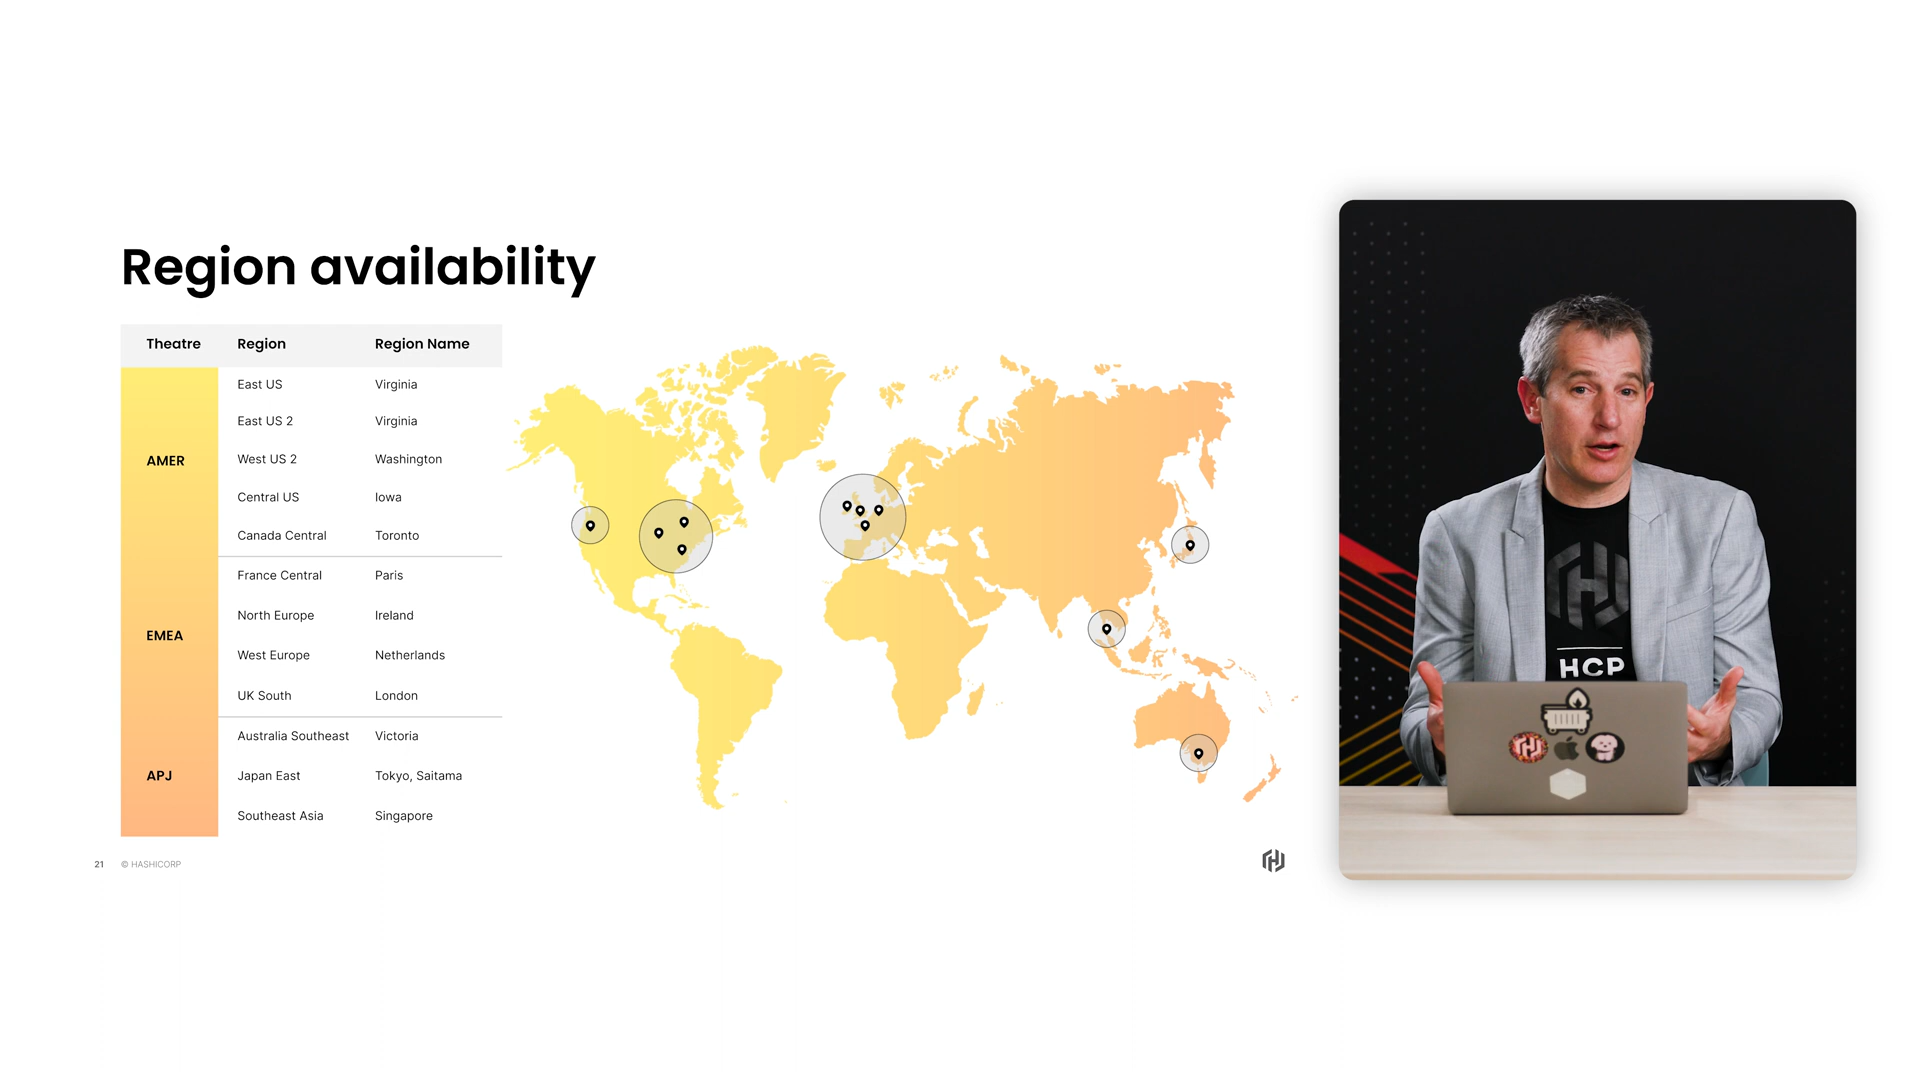 Region availability
Theatre Region Region Name
AMER
East US Virginia
East US 2 Virginia
West US 2 Washington
Central US Iowa
Canada Central Toronto
EMEA
France Central Paris
North Europe Ireland
West Europe Netherlands
UK South London
APJ
Australia Southeast Victoria
Japan East Tokyo, Saitama
Southeast Asia Singapore
21 © HASHICORP
HCP